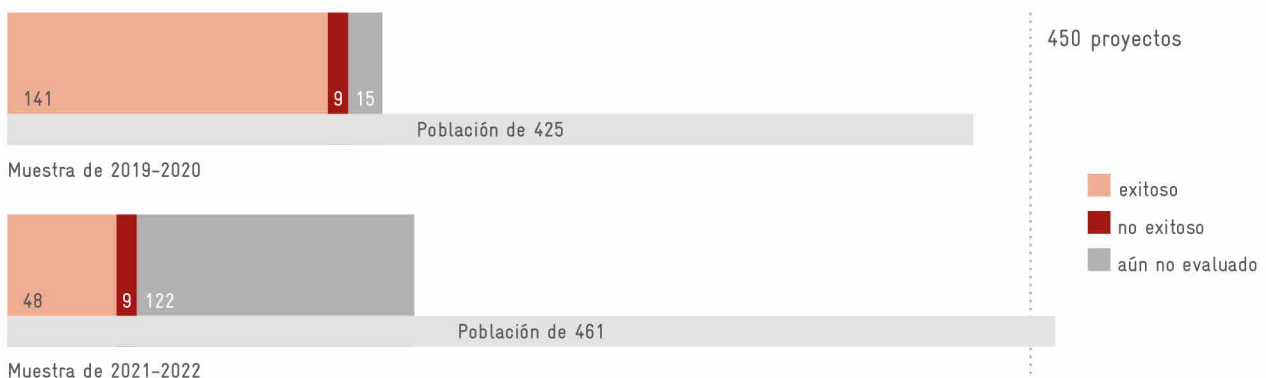 450 proyectos
141 9 15
Población de 425
Muestra de 2019-2020
exitoso
no exitoso
aún no evaluado
48 9 122
Población de 461
Muestra de 2021-2022